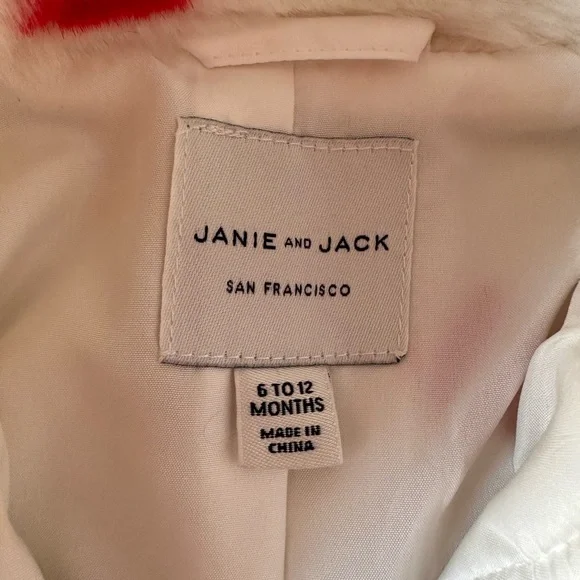 JANIE AND JACK
SAN FRANCISCO
6 TO 12
MONTHS
MADE IN
CHINA